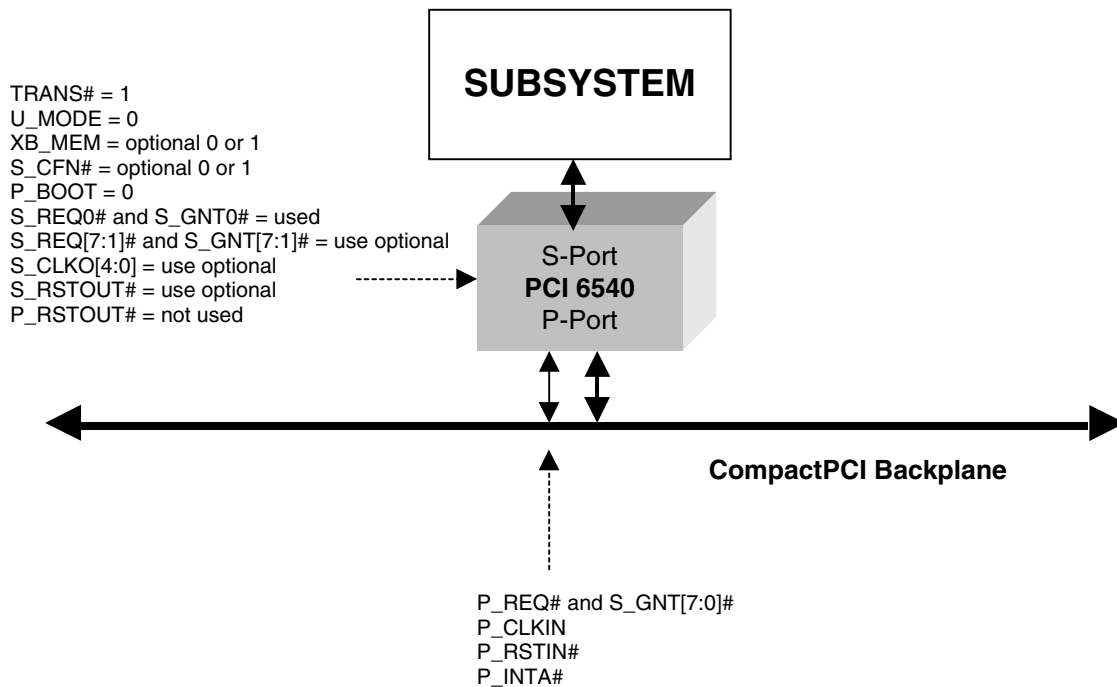 SUBSYSTEM
TRANS# = 1
U_MODE = 0
XB_MEM = optional 0 or 1
S_CFN# = optional 0 or 1
P_BOOT = 0
S_REQ0# and S_GNT0# = used
S_REQ[7:1]# and S_GNT[7:1]# = use optional
S_CLKO[4:0] = use optional
S_RSTOUT# = use optional
P_RSTOUT# = not used
S-Port
PCI 6540
P-Port
CompactPCI Backplane
P_REQ# and S_GNT[7:0]#
P_CLKIN
P_RSTIN#
P_INTA#